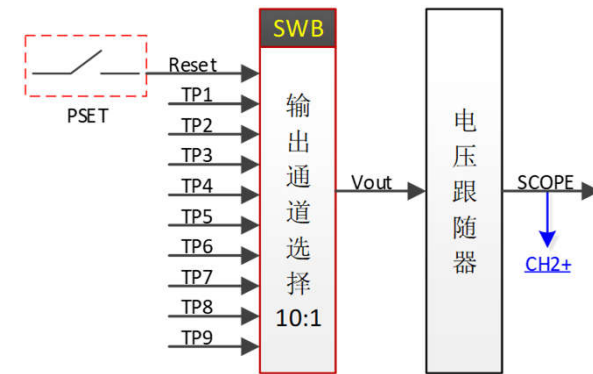 SWB
Reset
PSET
TP1
TP2
TP3
TP4
TP5
TP6
TP7
TP8
TP9
输出通道选择
10:1
Vout
电压跟随器
SCOPE
CH2+